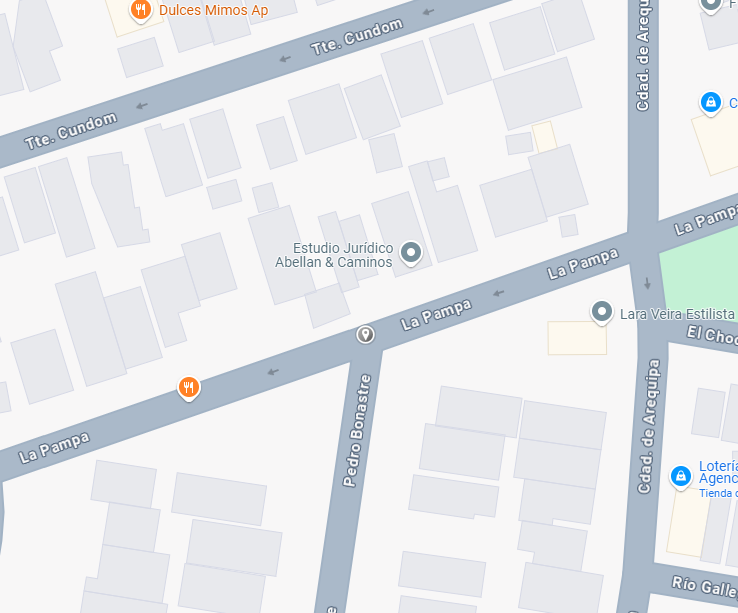 Dulces Mimos Ap
Tte. Cundom
Cdad. de Arequ
F
C
Tte. Cundom
La Pampa
Estudio Jurídico
Abellan & Caminos
La Pampa
La Pampa
Lara Veira Estilista
El Choc
Pedro Bonastre
Cdad. de Arequipa
La Pampa
Lotería
Agenc
Tienda d
Río Galle
e